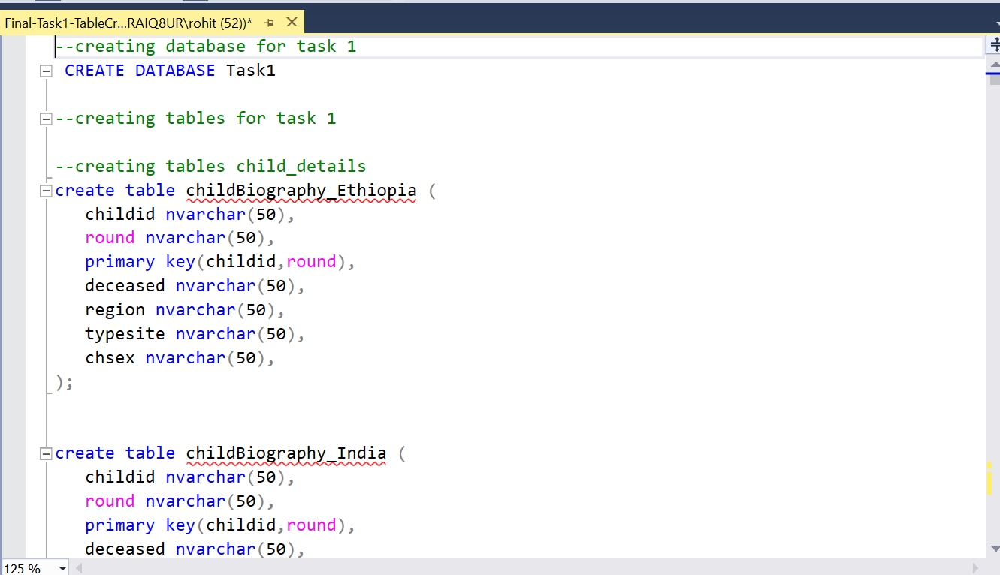 Final-Task1-TableCr...RAIQ8UR\rohit (52))*
--creating database for task 1
CREATE DATABASE Task1
--creating tables for task 1
--creating tables child_details
create table childBiography_Ethiopia (
childid nvarchar(50),
round nvarchar(50),
primary key(childid,round),
deceased nvarchar(50),
region nvarchar(50),
typesite nvarchar(50),
chsex nvarchar(50),
);
create table childBiography_India (
childid nvarchar(50),
round nvarchar(50),
primary key(childid,round),
deceased nvarchar(50),
125 %